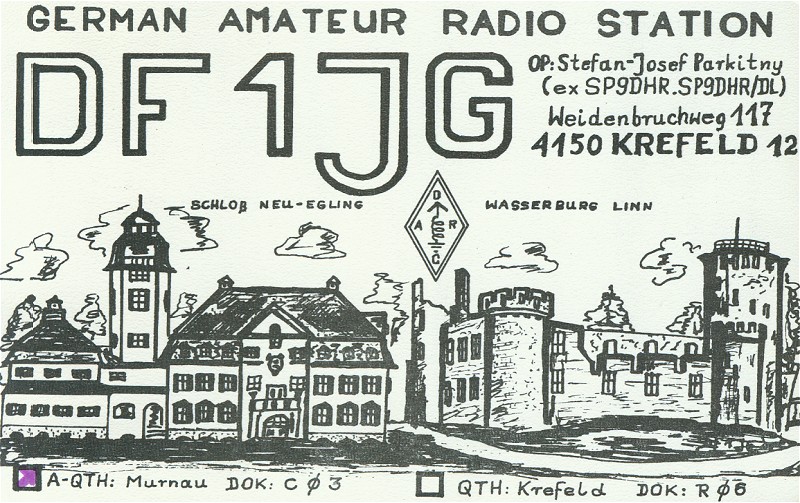 GERMAN AMATEUR RADIO STATION
DF1JG
OP: Stefan-Josef Parkitny
(ex SP9DHR.SP9DHR/DL)
Weidenbruchweg 117
4150 KREFELD 12
SCHLOß NEU-EGLING
WASSERBURG LINN
D
A R
C
A-QTH: Murnau DOK: CØ3
QTH: Krefeld DOK: RØ6